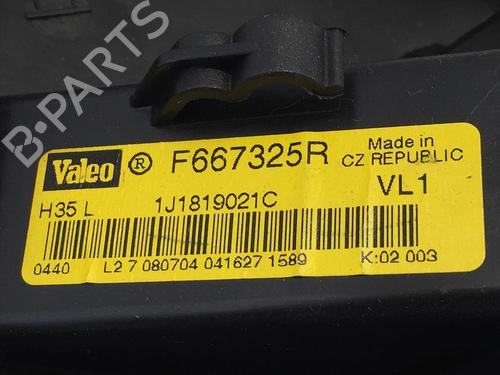 B-PARTS
Valeo ® F667325R Made in
CZ REPUBLIC
H35 L 1J1819021C VL1
0440 L2 7 080704 041627 1589 K:02 003